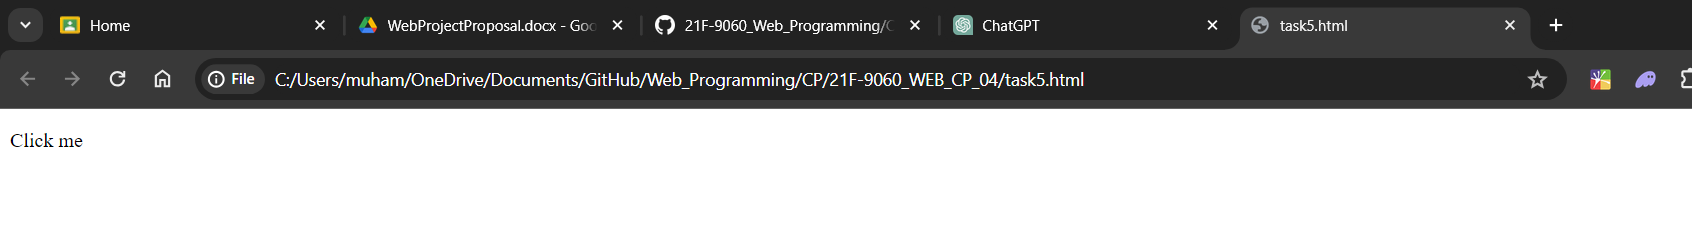 Home
WebProjectProposal.docx - Goo
21F-9060_Web_Programming/C
ChatGPT
task5.html
File
C:/Users/muham/OneDrive/Documents/GitHub/Web_Programming/CP/21F-9060_WEB_CP_04/task5.html
Click me